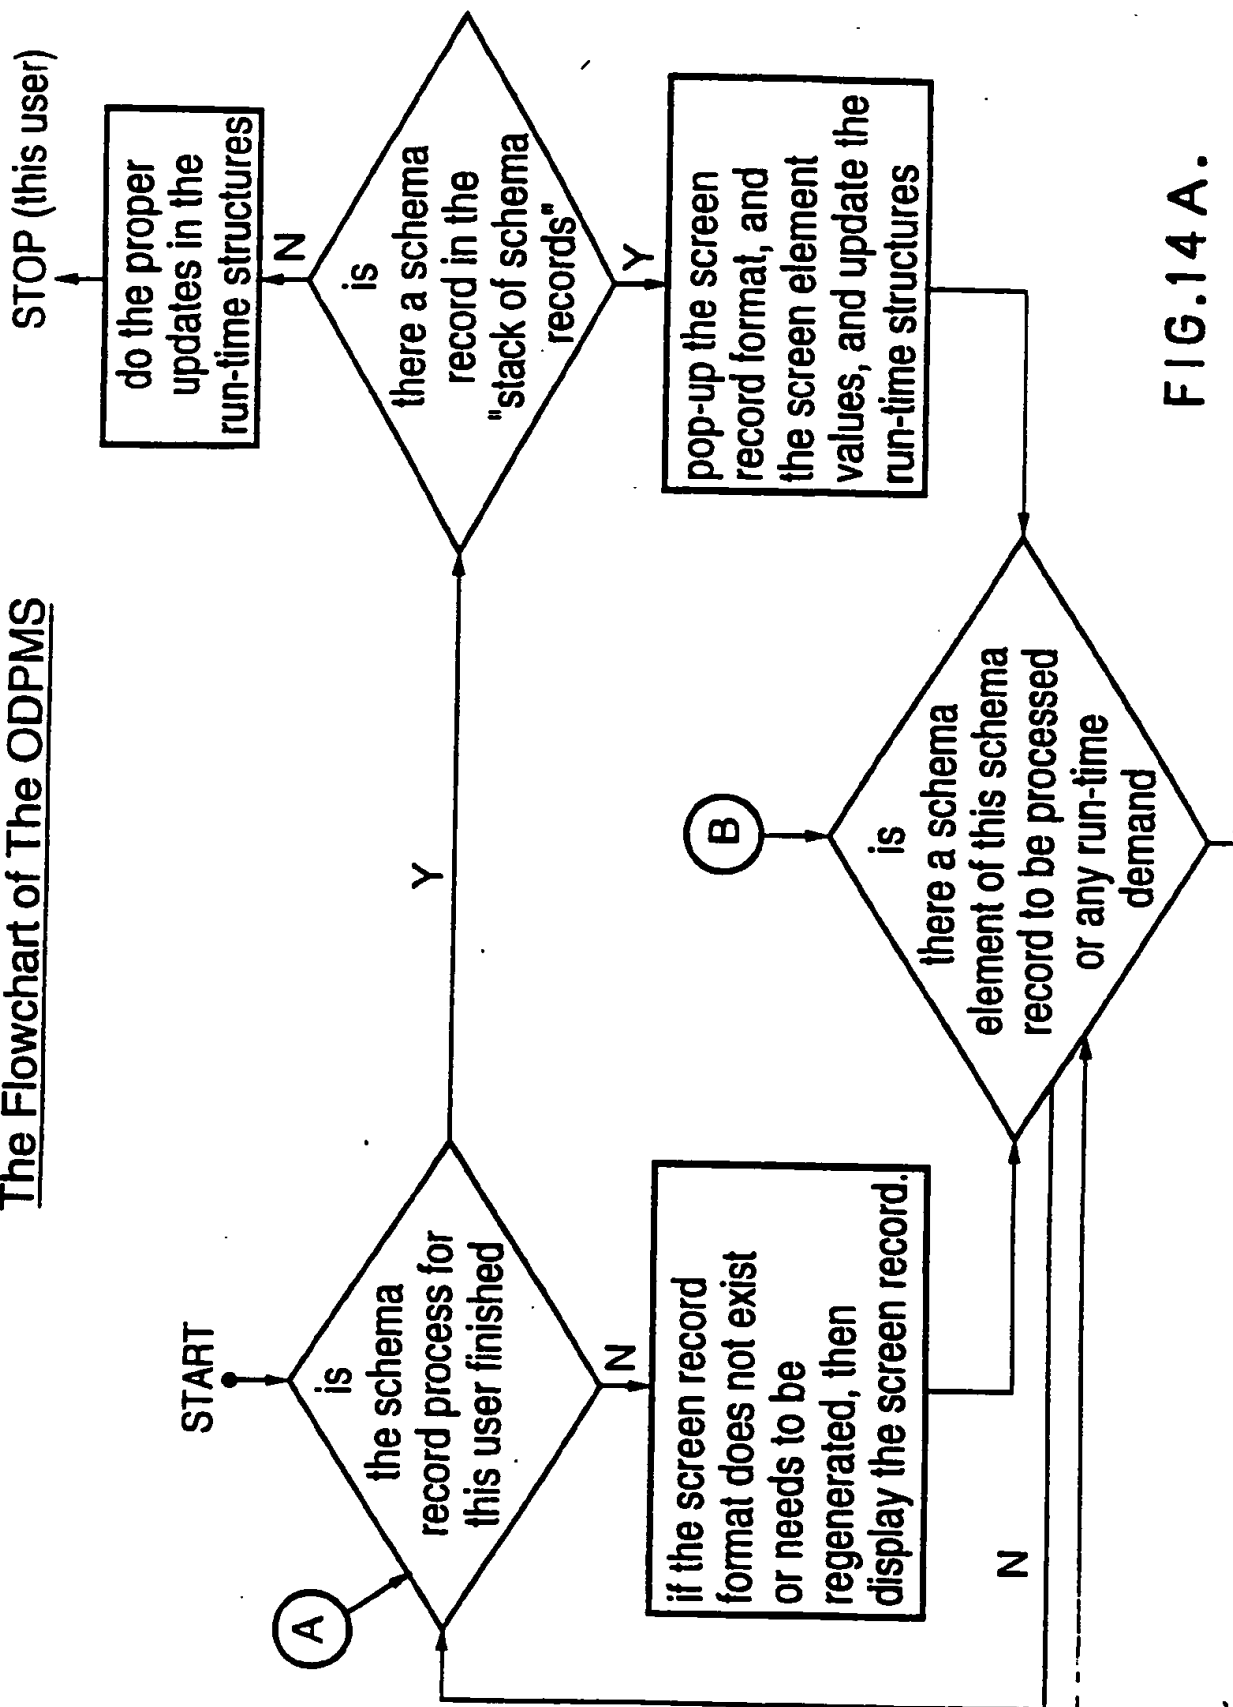 The Flowchart of The ODPMS
START
A
is
the schema
record process for
this user finished
Y
N
if the screen record
format does not exist
or needs to be
regenerated, then
display the screen record.
N
STOP (this user)
do the proper
updates in the
run-time structures
N
is
there a schema
record in the
"stack of schema
records"
Y
pop-up the screen
record format, and
the screen element
values, and update the
run-time structures
B
is
there a schema
element of this schema
record to be processed
or any run-time
demand
FIG.14 A.